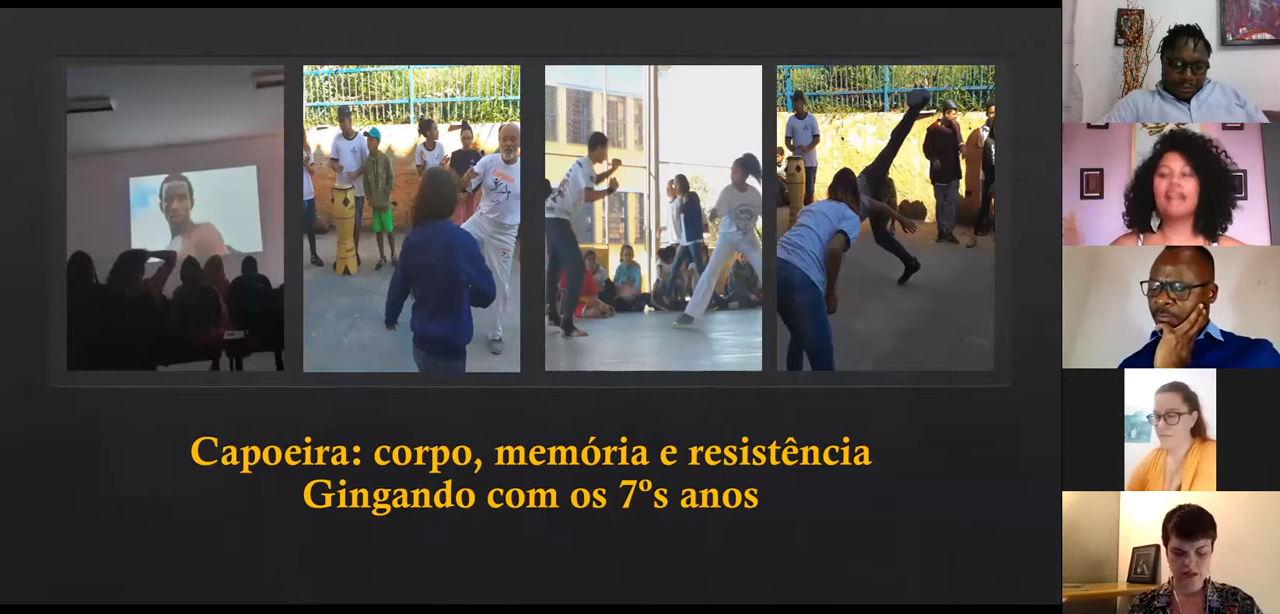 Capoeira: corpo, memória e resistência
Gingando com os 7ºs anos